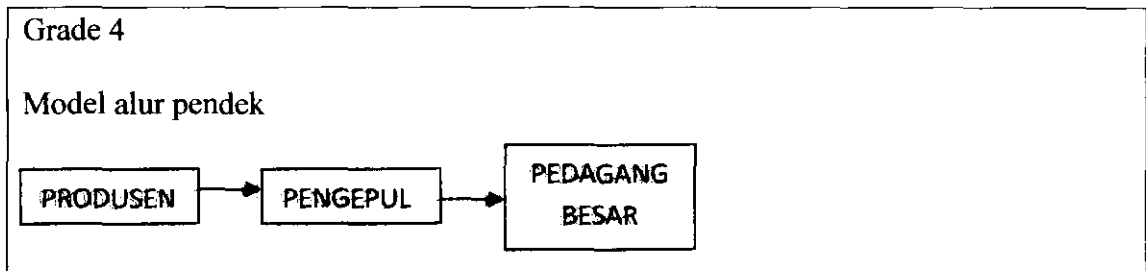 Grade 4
Model alur pendek
PRODUSEN
PENGEPUL
PEDAGANG
BESAR